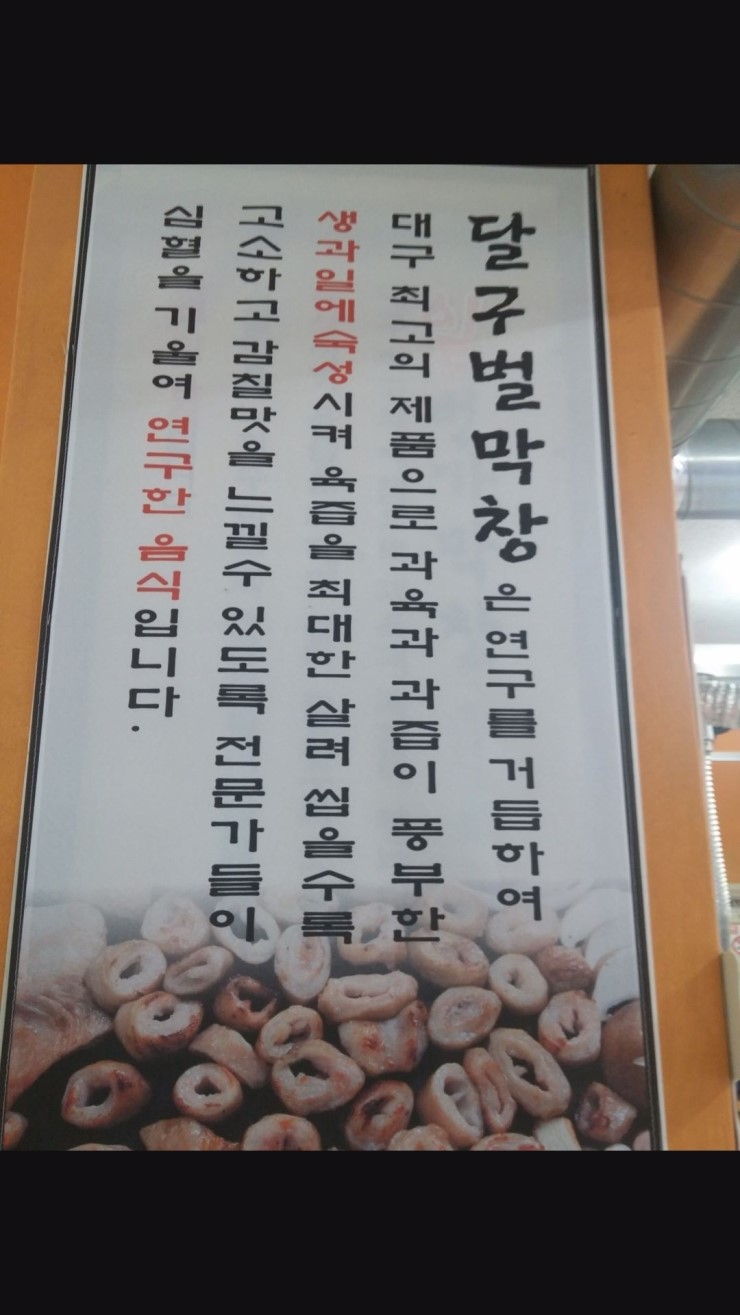 달구벌막창은 연구를 거듭하여
대구 최고의 제품으로 과육과 과즙이 풍부한
생과일에 숙성시켜 육즙을 최대한 살려 씹을수록
고소하고 감칠맛을 느낄수 있도록 전문가들이
심혈을 기울여 연구한 음식입니다.